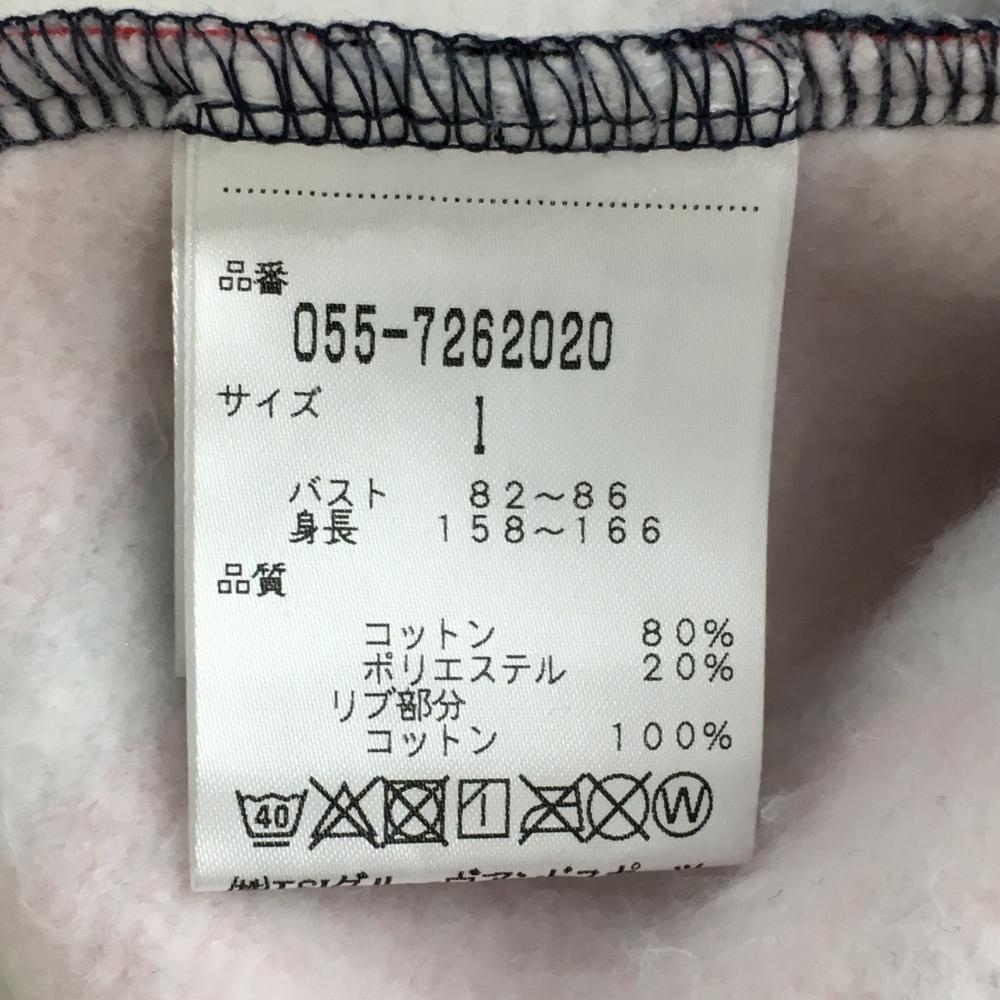 品番
055-7262020
サイズ
1
バスト 82～86
身長 158～166
品質
コットン 80%
ポリエステル 20%
リブ部分
コットン 100%
40 1 W